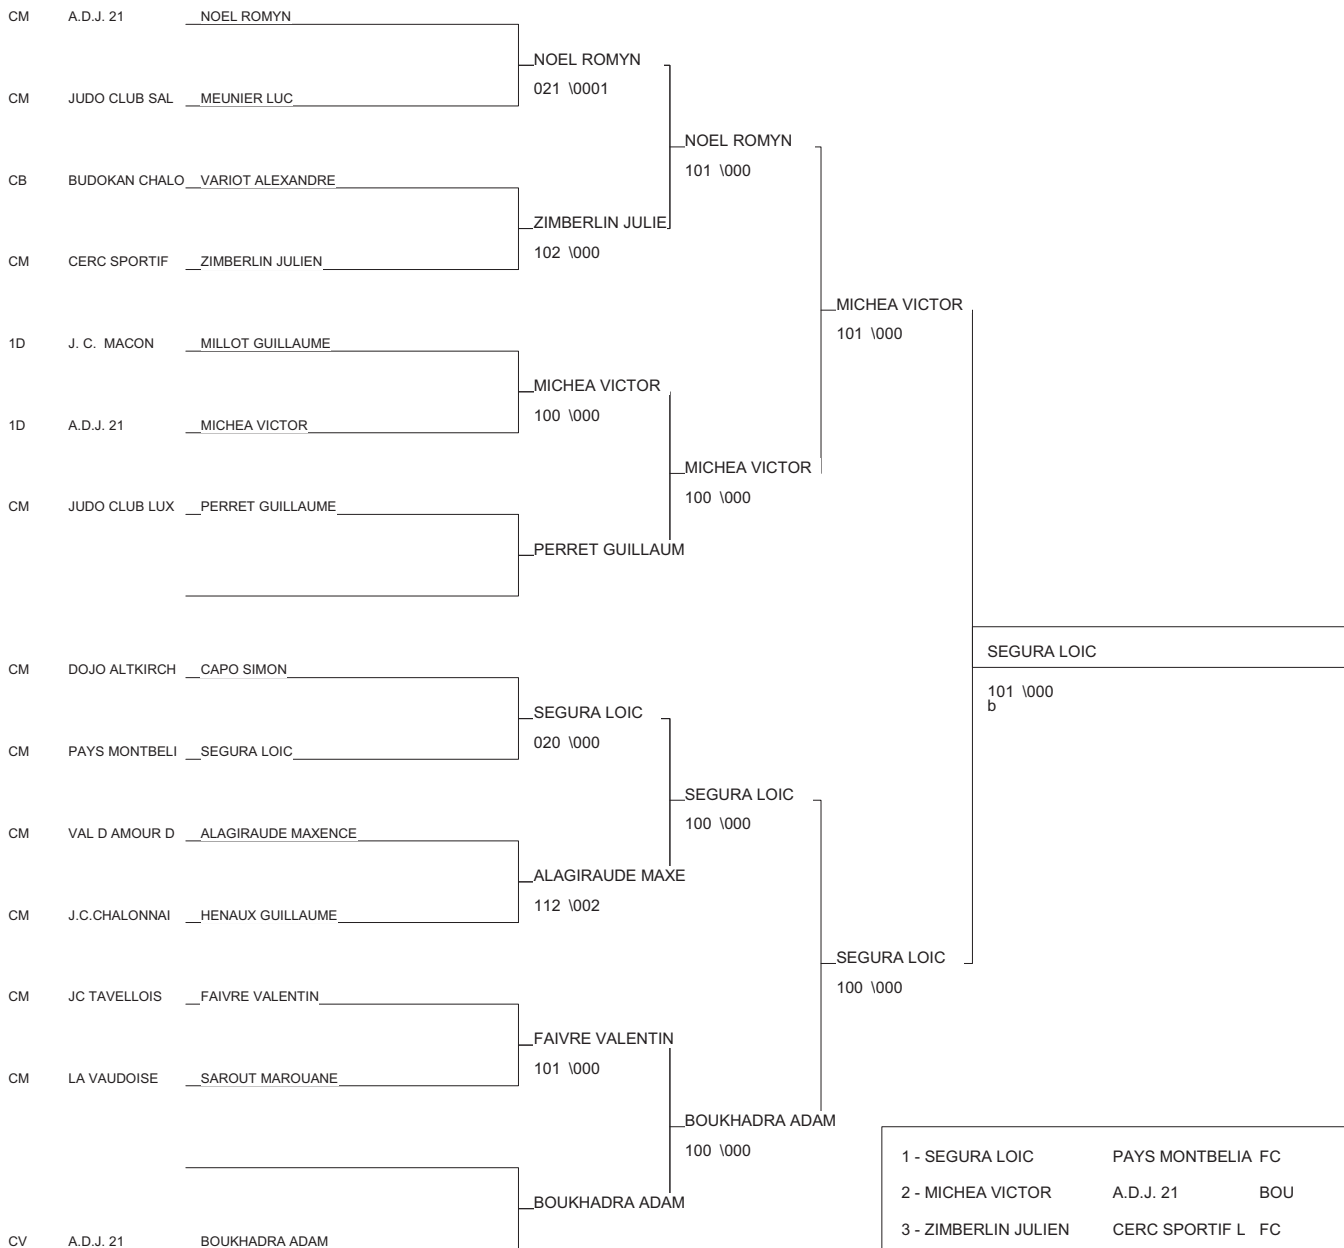 CM A.D.J. 21 NOEL ROMYN
NOEL ROMYN
021 \0001
CM JUDO CLUB SAL MEUNIER LUC
NOEL ROMYN
101 \000
CB BUDOKAN CHALO VARIOT ALEXANDRE
ZIMBERLIN JULIE
102 \000
CM CERC SPORTIF ZIMBERLIN JULIEN
MICHEA VICTOR
101 \000
1D J. C. MACON MILLOT GUILLAUME
MICHEA VICTOR
100 \000
1D A.D.J. 21 MICHEA VICTOR
MICHEA VICTOR
100 \000
CM JUDO CLUB LUX PERRET GUILLAUME
PERRET GUILLAUM
SEGURA LOIC
101 \000
b
CM DOJO ALTKIRCH CAPO SIMON
SEGURA LOIC
020 \000
CM PAYS MONTBELI SEGURA LOIC
SEGURA LOIC
100 \000
CM VAL D AMOUR D ALAGIRAUDE MAXENCE
ALAGIRAUDE MAXE
112 \002
CM J.C.CHALONNAI HENAUX GUILLAUME
SEGURA LOIC
100 \000
CM JC TAVELLOIS FAIVRE VALENTIN
FAIVRE VALENTIN
101 \000
CM LA VAUDOISE SAROUT MAROUANE
BOUKHADRA ADAM
100 \000
BOUKHADRA ADAM
CV A.D.J. 21 BOUKHADRA ADAM
1 - SEGURA LOIC PAYS MONTBELIA FC
2 - MICHEA VICTOR A.D.J. 21 BOU
3 - ZIMBERLIN JULIEN CERC SPORTIF L FC